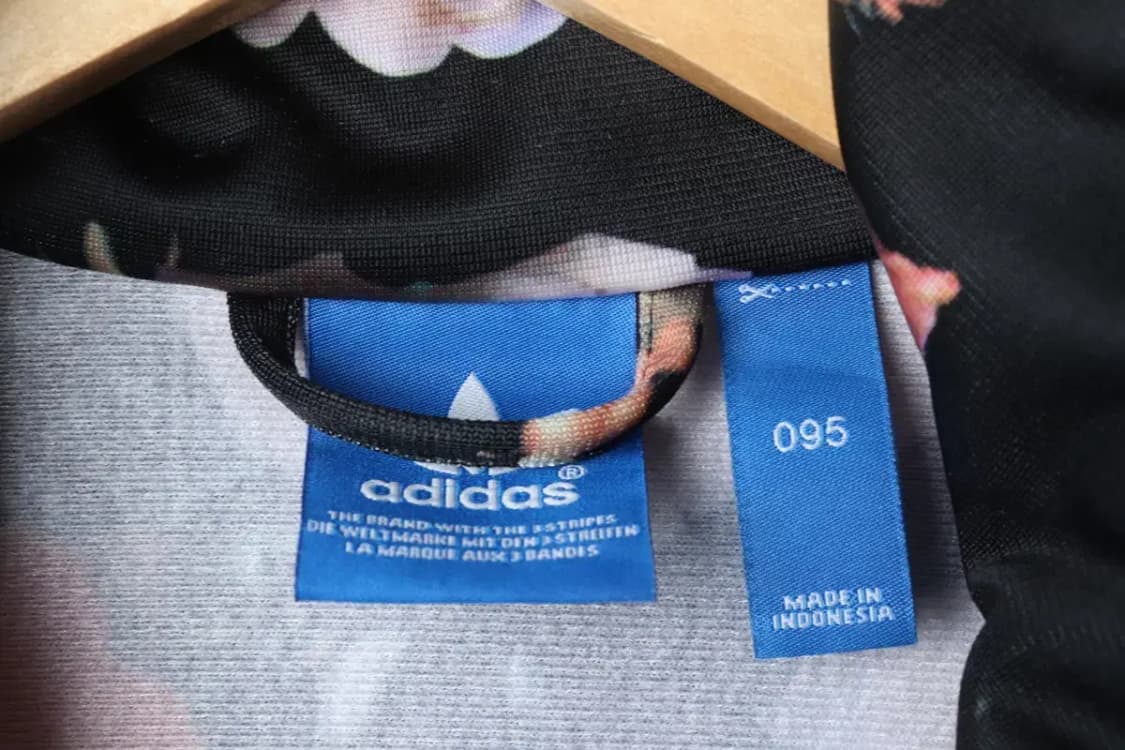 adidas®
THE BRAND WITH THE 3 STRIPES
DIE WELTMARKE MIT DEN 3 STREIFEN
LA MARQUE AUX 3 BANDES
095
MADE IN
INDONESIA